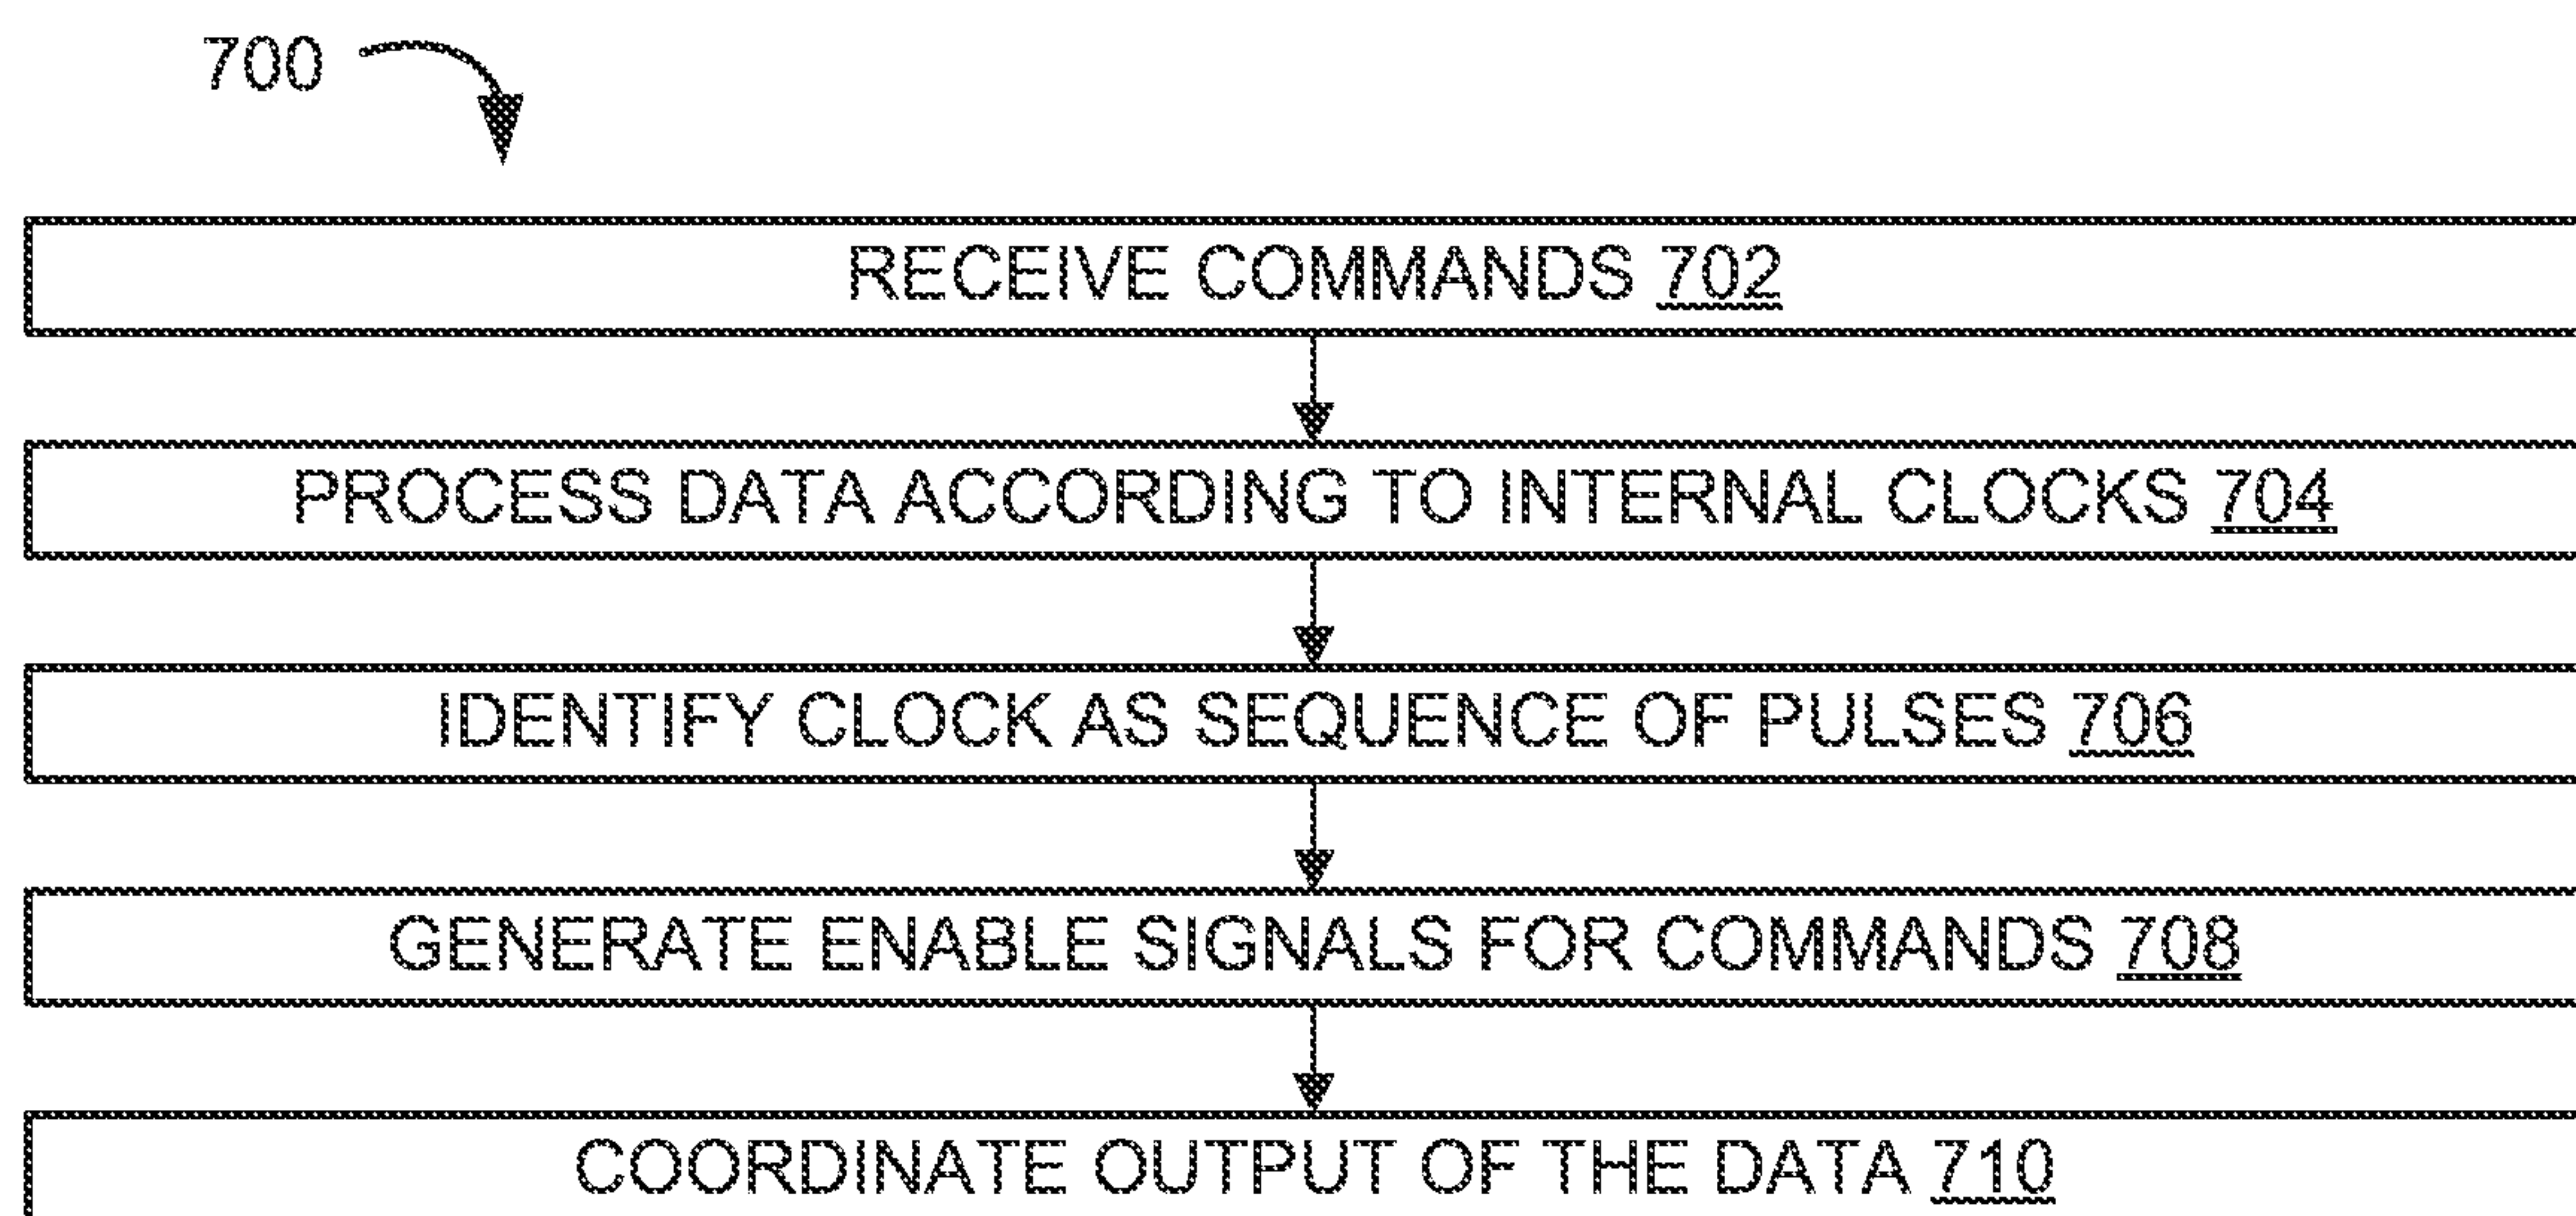 700
RECEIVE COMMANDS 702
PROCESS DATA ACCORDING TO INTERNAL CLOCKS 704
IDENTIFY CLOCK AS SEQUENCE OF PULSES 706
GENERATE ENABLE SIGNALS FOR COMMANDS 708
COORDINATE OUTPUT OF THE DATA 710